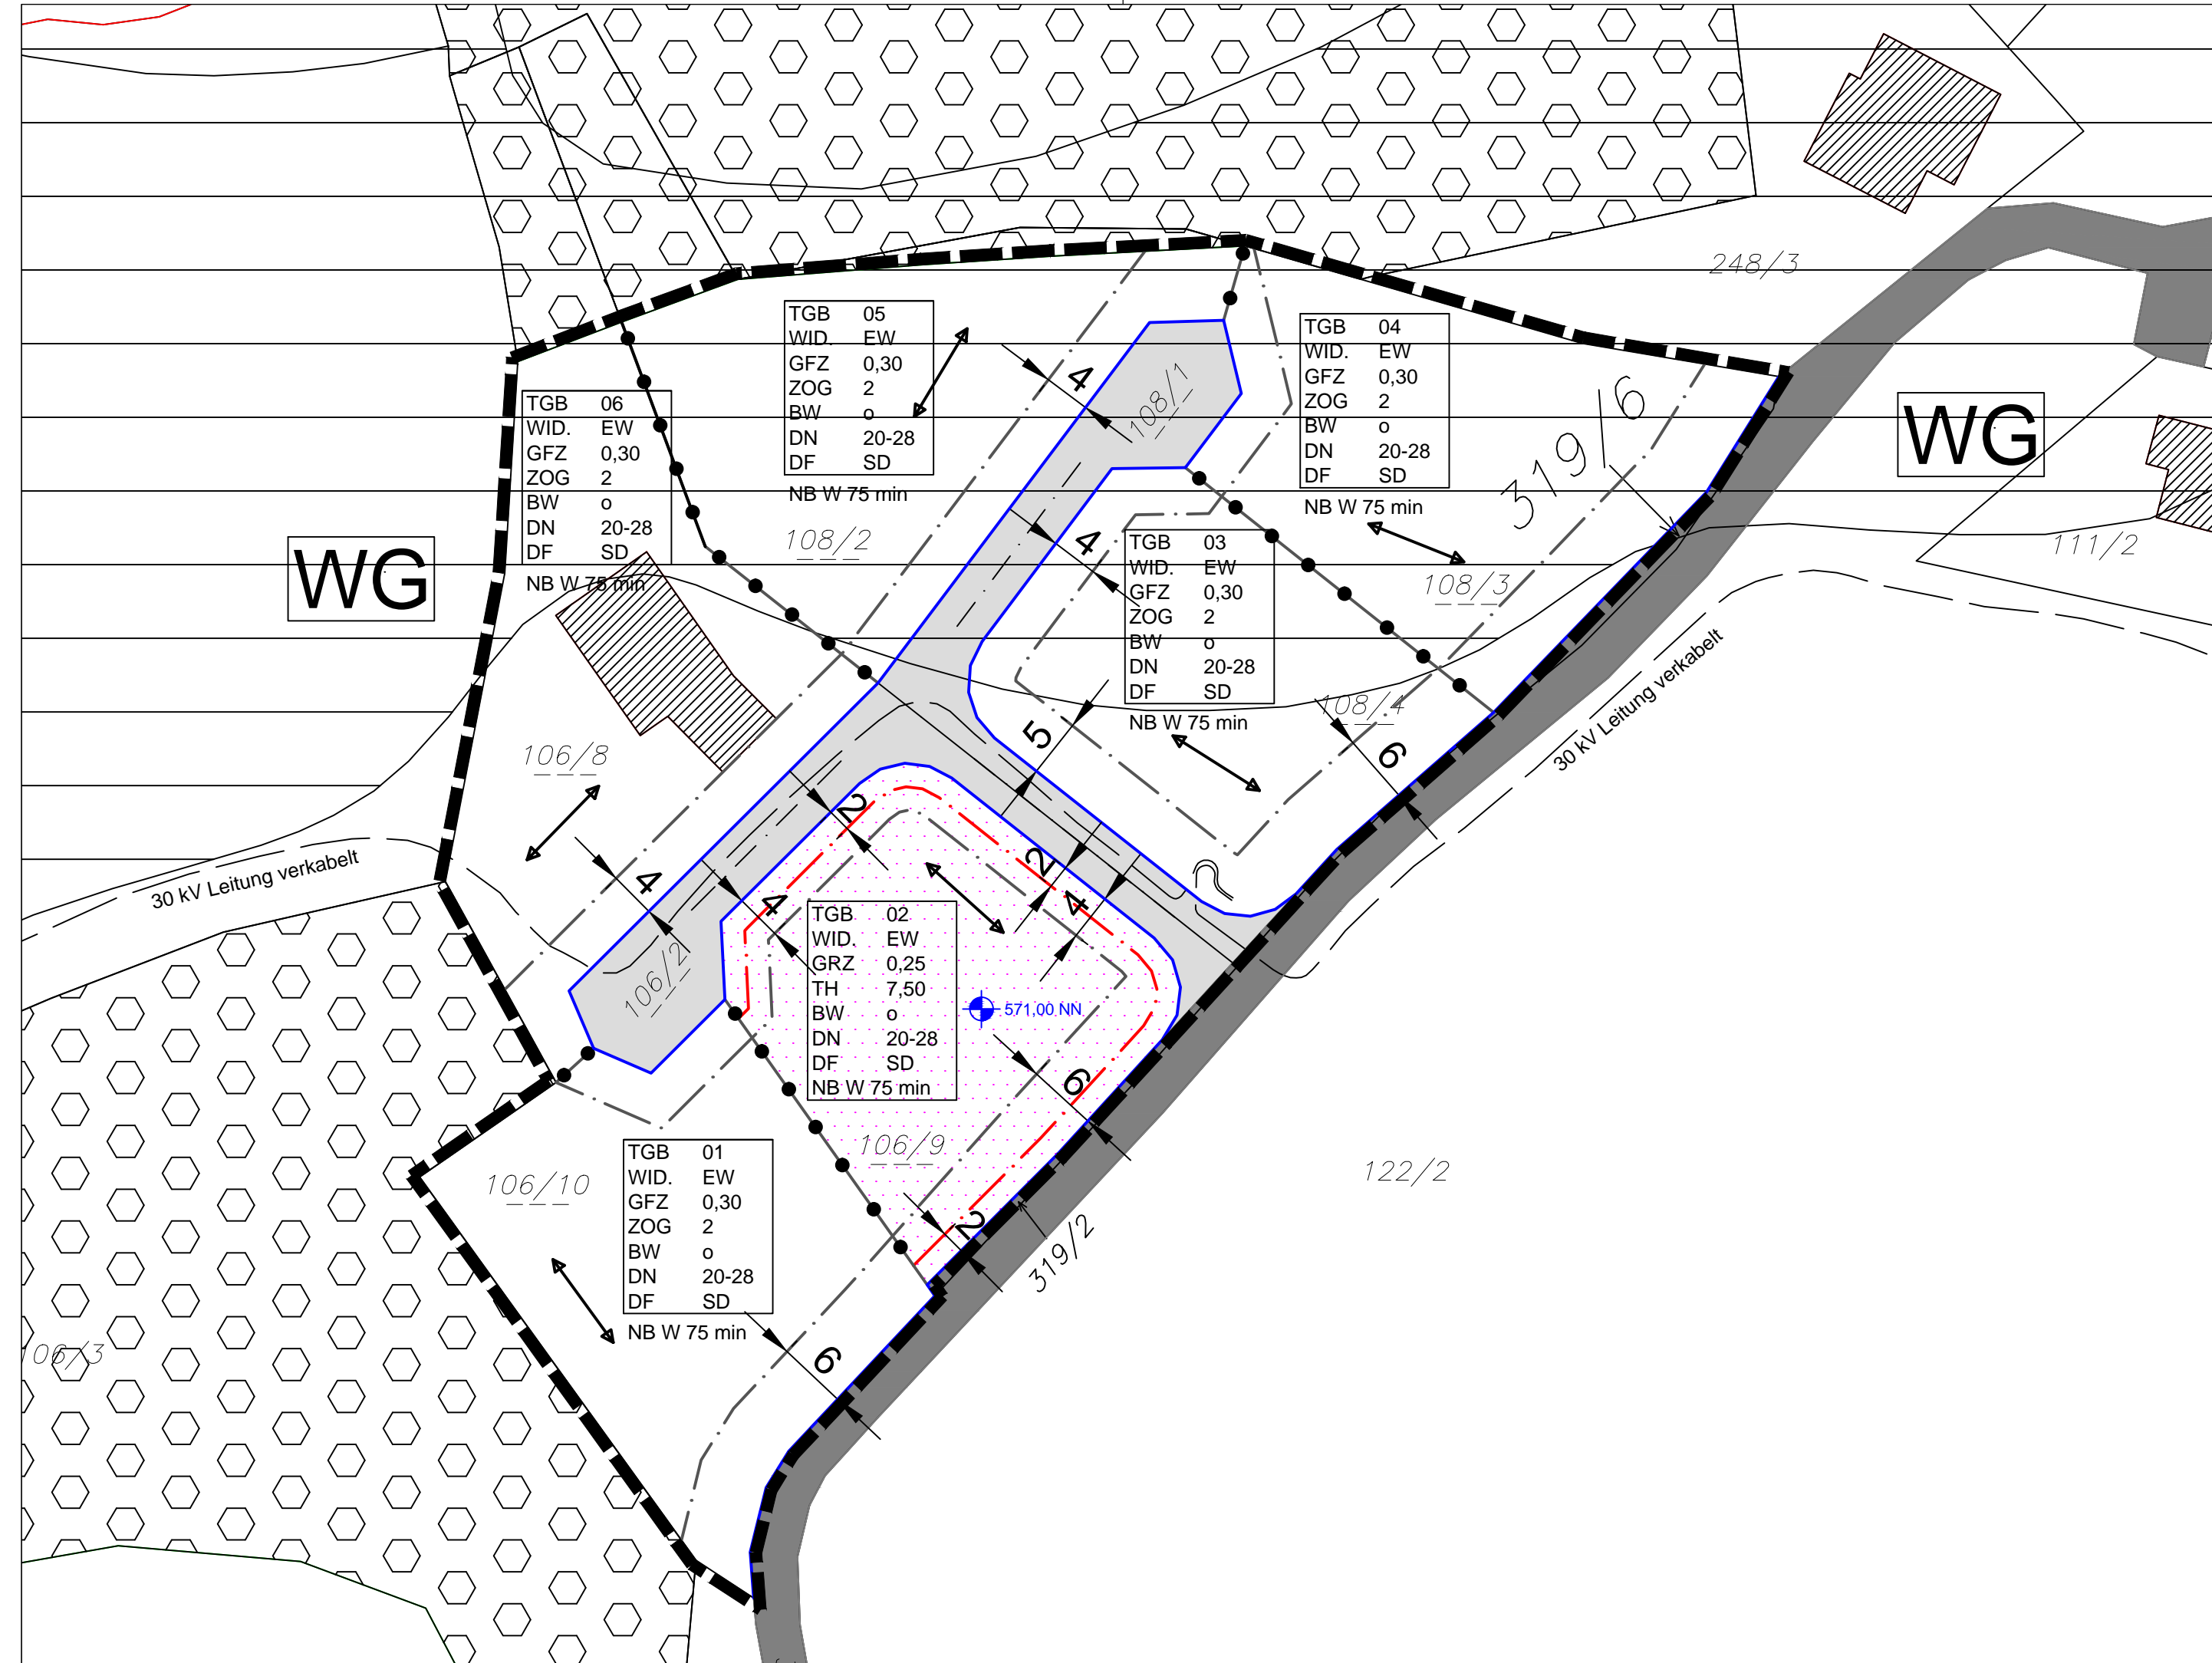 248/3
TGB 05
WID. EW
GFZ 0,30
ZOG 2
BW o
DN 20-28
DF SD
NB W 75 min
TGB 04
WID. EW
GFZ 0,30
ZOG 2
BW o
DN 20-28
DF SD
NB W 75 min
TGB 06
WID. EW
GFZ 0,30
ZOG 2
BW o
DN 20-28
DF SD
NB W 75 min
4
108/1
319/6
WG
WG
108/2
4
TGB 03
WID. EW
GFZ 0,30
ZOG 2
BW o
DN 20-28
DF SD
NB W 75 min
108/3
111/2
108/4
30 kV Leitung verkabelt
5
6
106/8
2
30 kV Leitung verkabelt
4
4
2
4
106/2
TGB 02
WID. EW
GRZ 0,25
TH 7,50
BW o
DN 20-28
DF SD
NB W 75 min
571,00 NN
6
106/9
122/2
106/10
TGB 01
WID. EW
GFZ 0,30
ZOG 2
BW o
DN 20-28
DF SD
NB W 75 min
2
319/2
106/3
6